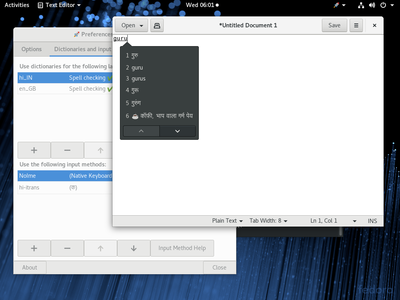 Activities Text Editor Wed 06:01
Preferences
Options Dictionaries and input
Use dictionaries for the following la
hi_IN Spell checking
en_GB Spell checking
Use the following input methods:
NoIme (Native Keyboard
hi-itrans (हि)
Input Method Help
About Close
Open *Untitled Document 1 Save
guru
1 गुरु
2 guru
3 gurus
5 गुरुंग
6 ☕ कॉफ़ी, भाप वाला गर्म पेय
Plain Text Tab Width: 8 Ln 1, Col 1 INS
fedora